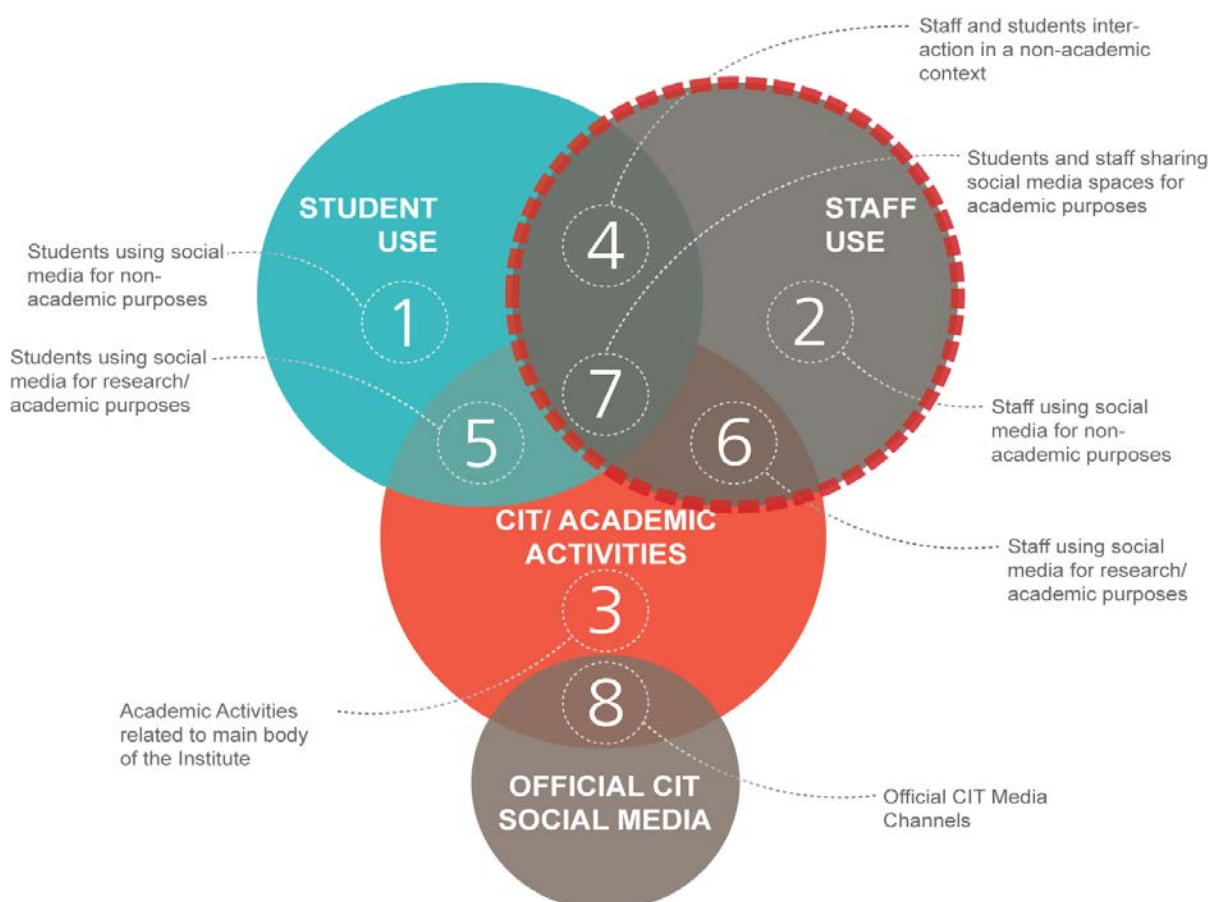 Staff and students inter-
action in a non-academic
context
Students and staff sharing
social media spaces for
academic purposes
STUDENT
USE
STAFF
USE
4
Students using social
media for non-
academic purposes
1
2
Students using social
media for research/
academic purposes
7
5
6
Staff using social
media for non-
academic purposes
CIT/ ACADEMIC
ACTIVITIES
Staff using social
media for research/
academic purposes
3
8
Academic Activities
related to main body
of the Institute
OFFICIAL CIT
SOCIAL MEDIA
Official CIT Media
Channels